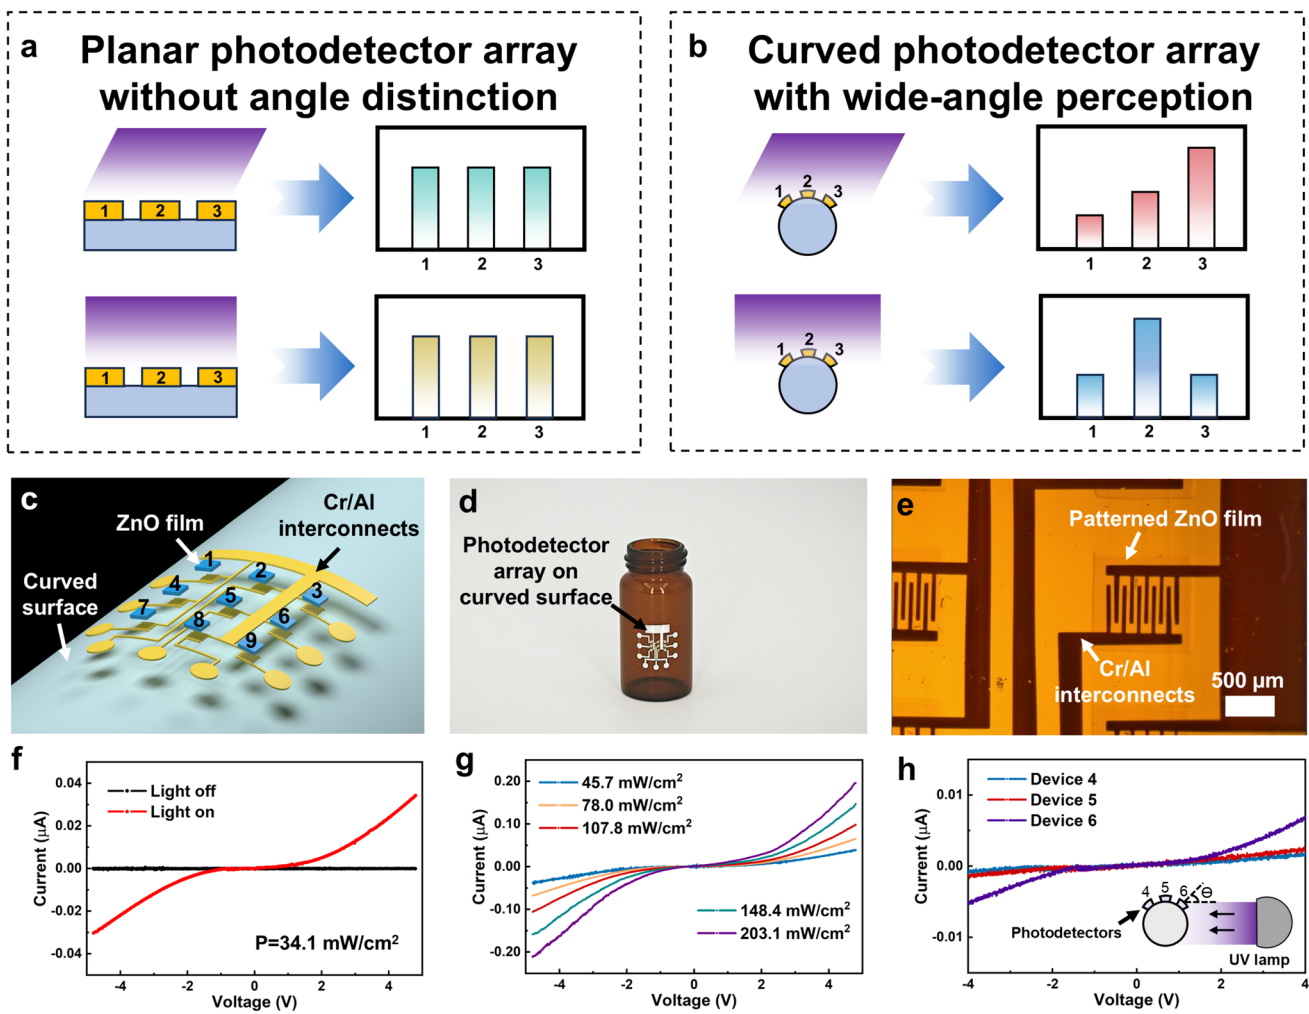 a
Planar photodetector array
without angle distinction
1 2 3
1 2 3
1 2 3
1 2 3
b
Curved photodetector array
with wide-angle perception
1 2 3
1 2 3
1 2 3
1 2 3
c
ZnO film
Cr/Al
interconnects
Curved
surface
1
2
3
4
5
6
7
8
9
d
Photodetector
array on
curved surface
e
Patterned ZnO film
Cr/Al
interconnects
500 μm
f
Light off
Light on
P=34.1 mW/cm²
Current (μA)
0.04
0.02
0.00
-0.02
-0.04
-4 -2 0 2 4
Voltage (V)
g
45.7 mW/cm²
78.0 mW/cm²
107.8 mW/cm²
148.4 mW/cm²
203.1 mW/cm²
Current (μA)
0.20
0.10
0.00
-0.10
-0.20
-4 -2 0 2 4
Voltage (V)
h
Device 4
Device 5
Device 6
4 5 6 Θ
Photodetectors
UV lamp
Current (μA)
0.01
0.00
-0.01
-4 -2 0 2 4
Voltage (V)